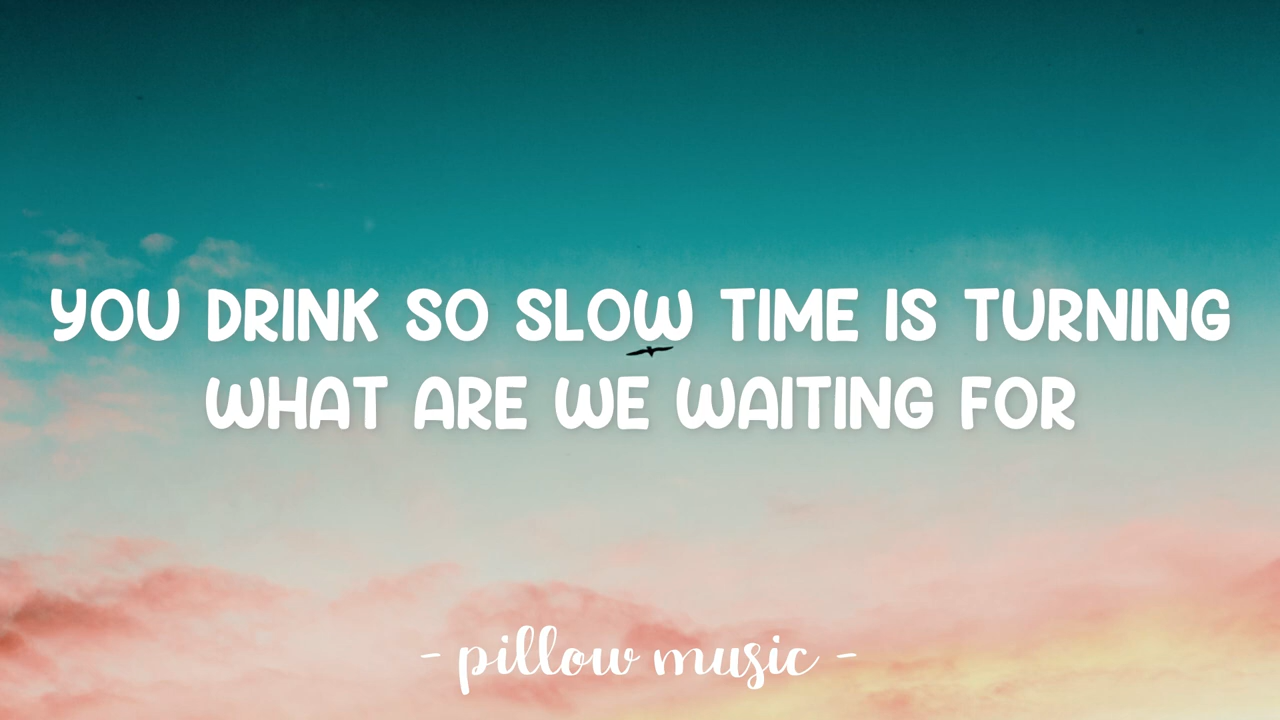 YOU DRINK SO SLOW TIME IS TURNING
WHAT ARE WE WAITING FOR
- pillow music -